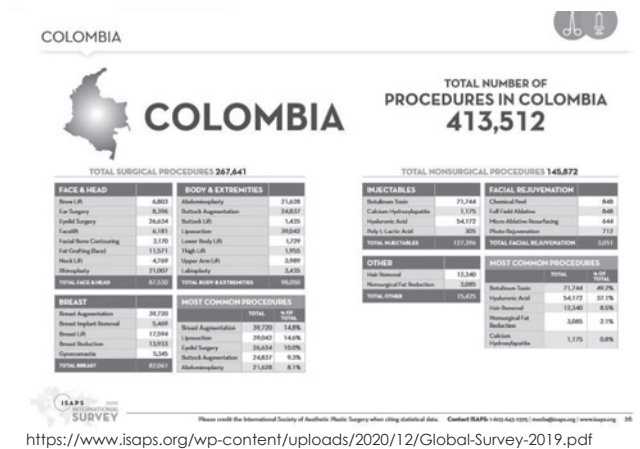 COLOMBIA
COLOMBIA
TOTAL NUMBER OF
PROCEDURES IN COLOMBIA
413,512
TOTAL SURGICAL PROCEDURES 267,641
FACE & HEAD
Brow Lift 6,803
Ear Surgery 8,396
Eyelid Surgery 26,654
Facelift 6,181
Facial Bone Contouring 2,170
Fat Grafting (face) 11,571
Neck Lift 4,769
Rhinoplasty 21,007
TOTAL FACE & HEAD 87,530
BREAST
Breast Augmentation 39,720
Breast Implant Removal 5,469
Breast Lift 17,594
Breast Reduction 13,933
Gynecomastia 5,345
TOTAL BREAST 82,061
BODY & EXTREMITIES
Abdominoplasty 21,628
Buttock Augmentation 24,837
Buttock Lift 1,435
Liposuction 39,042
Lower Body Lift 1,729
Thigh Lift 1,955
Upper Arm Lift 3,989
Labiaplasty 3,435
TOTAL BODY & EXTREMITIES 98,050
MOST COMMON PROCEDURES
TOTAL % OF TOTAL
Breast Augmentation 39,720 14.8%
Liposuction 39,042 14.6%
Eyelid Surgery 26,654 10.0%
Buttock Augmentation 24,837 9.3%
Abdominoplasty 21,628 8.1%
TOTAL NONSURGICAL PROCEDURES 145,872
INJECTABLES
Botulinum Toxin 71,744
Calcium Hydroxylapatite 1,175
Hyaluronic Acid 54,172
Poly-L-Lactic Acid 305
TOTAL INJECTABLES 127,396
OTHER
Hair Removal 12,340
Nonsurgical Fat Reduction 3,085
TOTAL OTHER 15,425
FACIAL REJUVENATION
Chemical Peel 848
Full Field Ablative 848
Micro-Ablative Resurfacing 644
Photo Rejuvenation 712
TOTAL FACIAL REJUVENATION 3,051
MOST COMMON PROCEDURES
TOTAL % OF TOTAL
Botulinum Toxin 71,744 49.2%
Hyaluronic Acid 54,172 37.1%
Hair Removal 12,340 8.5%
Nonsurgical Fat
Reduction 3,085 2.1%
Calcium
Hydroxylapatite 1,175 0.8%
ISAPS 2019
INTERNATIONAL
SURVEY
Please credit the International Society of Aesthetic Plastic Surgery when citing statistical data. Contact ISAPS: media@isaps.org | www.isaps.org 26
https://www.isaps.org/wp-content/uploads/2020/12/Global-Survey-2019.pdf